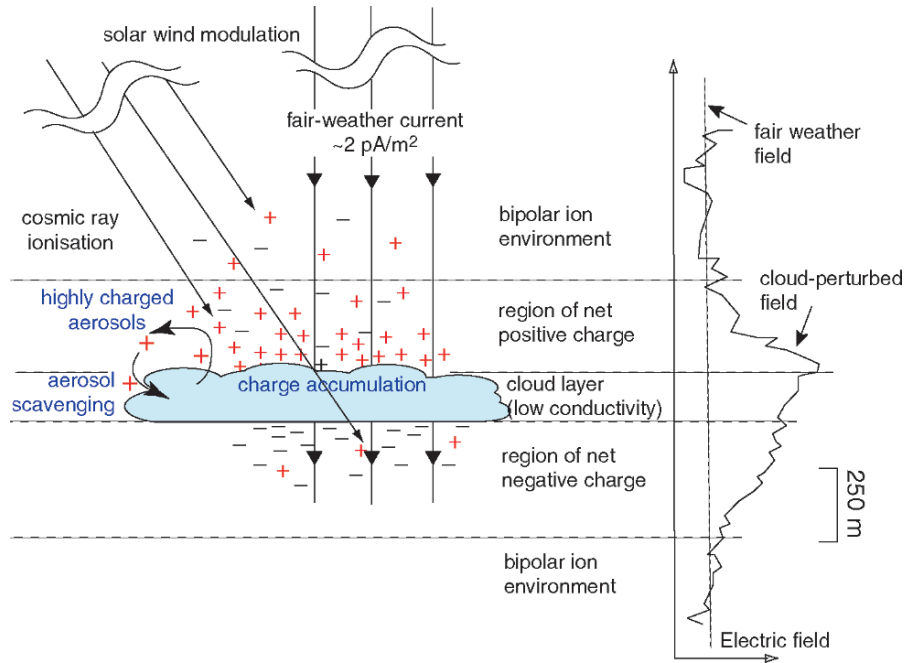 solar wind modulation
fair-weather current
~2 pA/m²
fair weather
field
cosmic ray
ionisation
bipolar ion
environment
highly charged
aerosols
region of net
positive charge
cloud-perturbed
field
aerosol
scavenging
charge accumulation
cloud layer
(low conductivity)
region of net
negative charge
250 m
bipolar ion
environment
Electric field